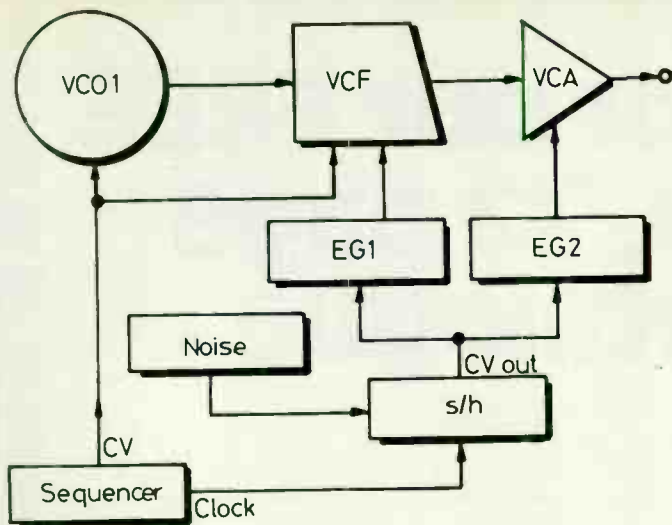 VCO1
VCF
VCA
EG1
EG2
Noise
CV out
s/h
CV
Sequencer
Clock